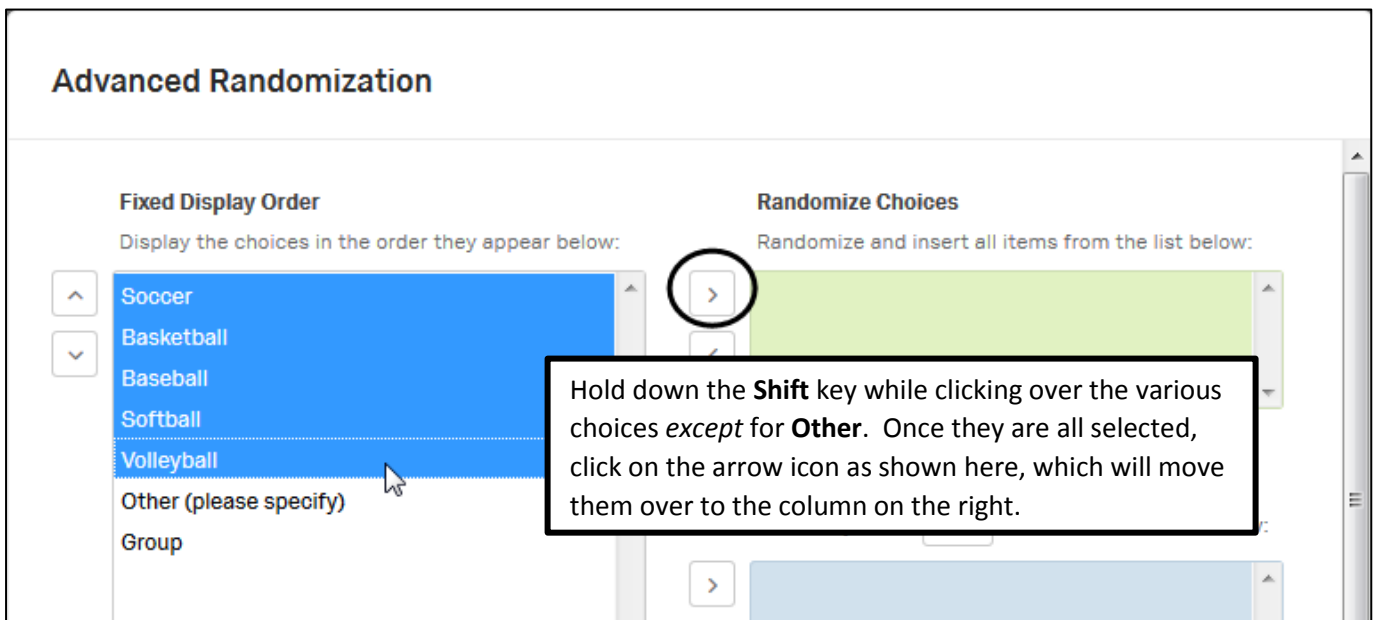 Advanced Randomization
Fixed Display Order
Display the choices in the order they appear below:
Soccer
Basketball
Baseball
Softball
Volleyball
Other (please specify)
Group
Randomize Choices
Randomize and insert all items from the list below:
Hold down the Shift key while clicking over the various
choices except for Other. Once they are all selected,
click on the arrow icon as shown here, which will move
them over to the column on the right.